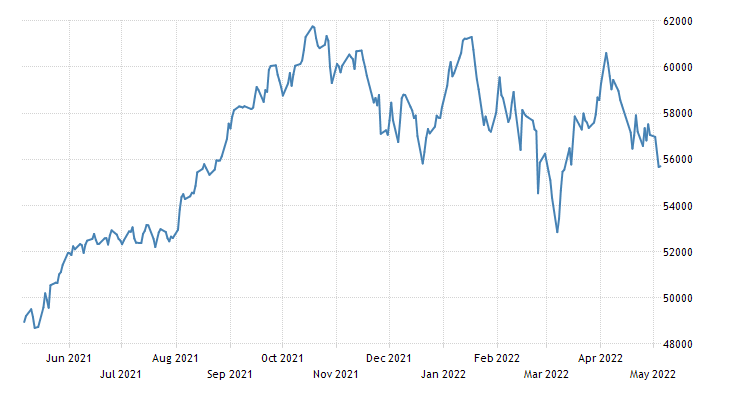 62000
60000
58000
56000
54000
52000
50000
48000
Jun 2021
Aug 2021
Oct 2021
Dec 2021
Feb 2022
Apr 2022
Jul 2021
Sep 2021
Nov 2021
Jan 2022
Mar 2022
May 2022